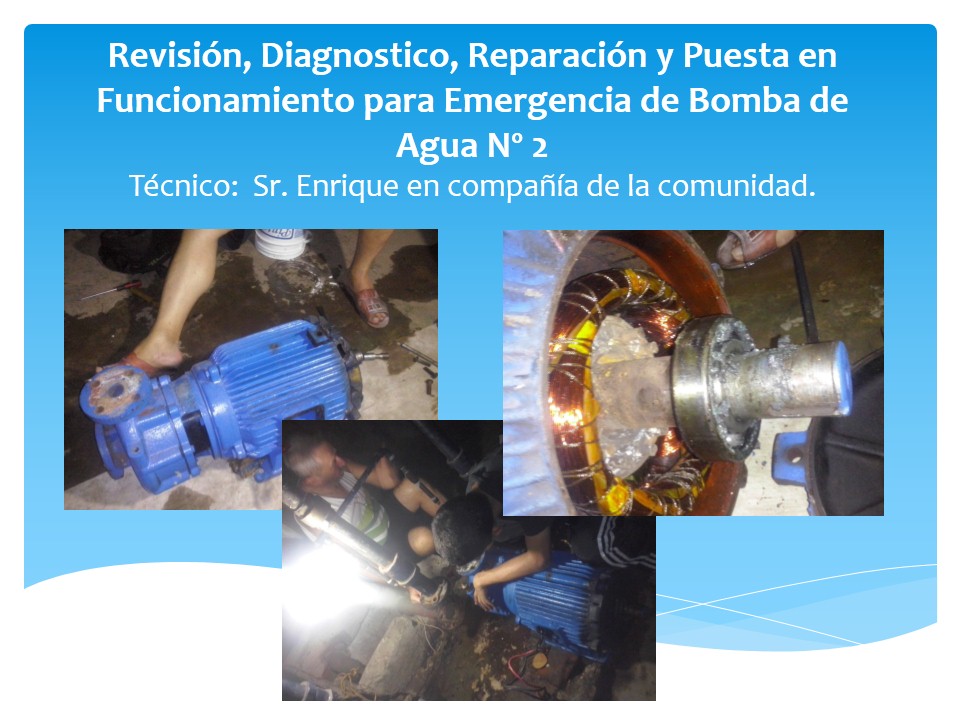 Revisión, Diagnostico, Reparación y Puesta en
Funcionamiento para Emergencia de Bomba de
Agua Nº 2
Técnico:  Sr. Enrique en compañía de la comunidad.